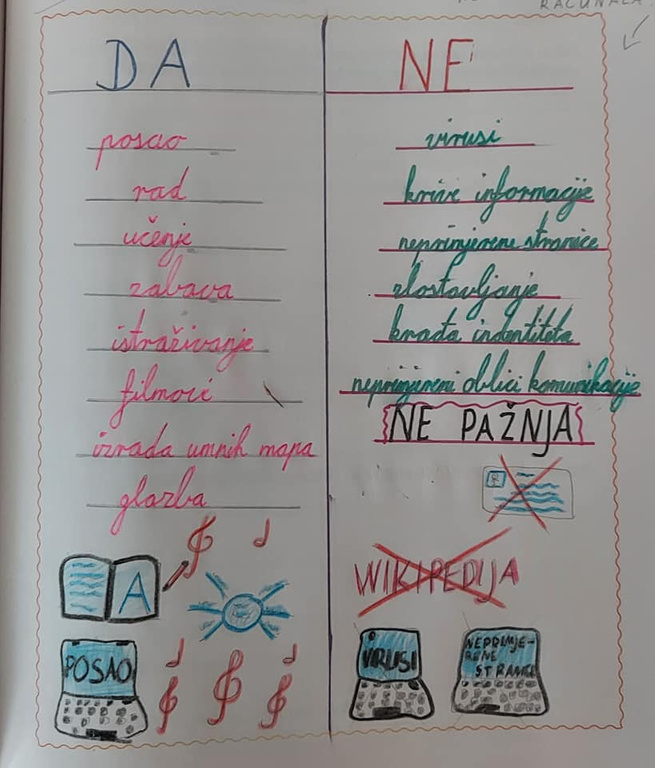 RAČUNALA
DA
posao
rad
učenje
zabava
istraživanje
filmovi
izrada umnih mapa
glazba
A
POSAO
NE
virusi
krive informacije
neprimjerene stranice
zlostavljanje
krađa indentiteta
neprimjereni oblici komunikacije
NE PAŽNJA
WIKIPEDIJA
VIRUSI
NEPRIMJE-
RENE
STRANICE